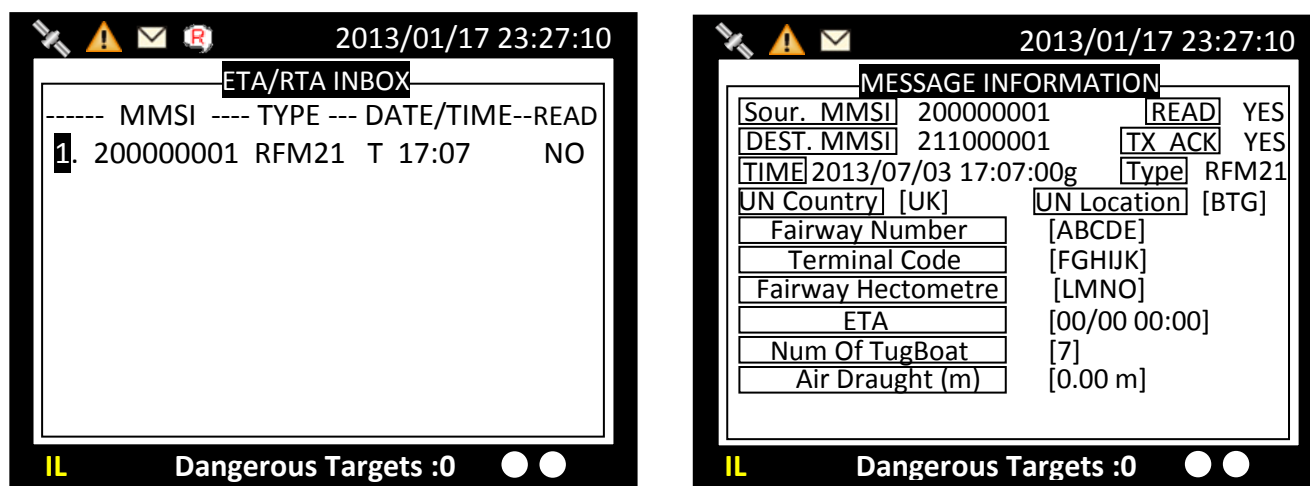 R 2013/01/17 23:27:10
ETA/RTA INBOX
------ MMSI ---- TYPE --- DATE/TIME--READ
1. 200000001 RFM21 T 17:07 NO
IL Dangerous Targets :0
2013/01/17 23:27:10
MESSAGE INFORMATION
Sour. MMSI 200000001 READ YES
DEST. MMSI 211000001 TX ACK YES
TIME 2013/07/03 17:07:00g Type RFM21
UN Country [UK] UN Location [BTG]
Fairway Number [ABCDE]
Terminal Code [FGHIJK]
Fairway Hectometre [LMNO]
ETA [00/00 00:00]
Num Of TugBoat [7]
Air Draught (m) [0.00 m]
IL Dangerous Targets :0